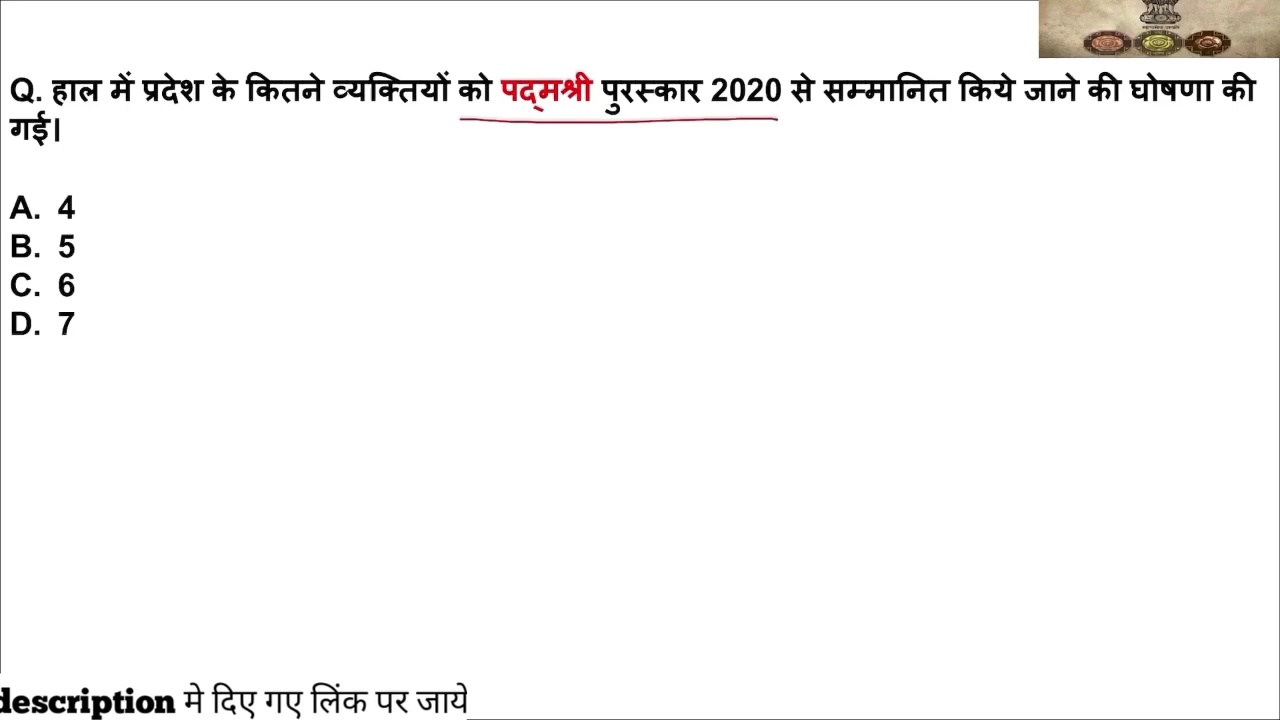 Q. हाल में प्रदेश के कितने व्यक्तियों को पद्मश्री पुरस्कार 2020 से सम्मानित किये जाने की घोषणा की
गई।
A. 4
B. 5
C. 6
D. 7
description मे दिए गए लिंक पर जाये